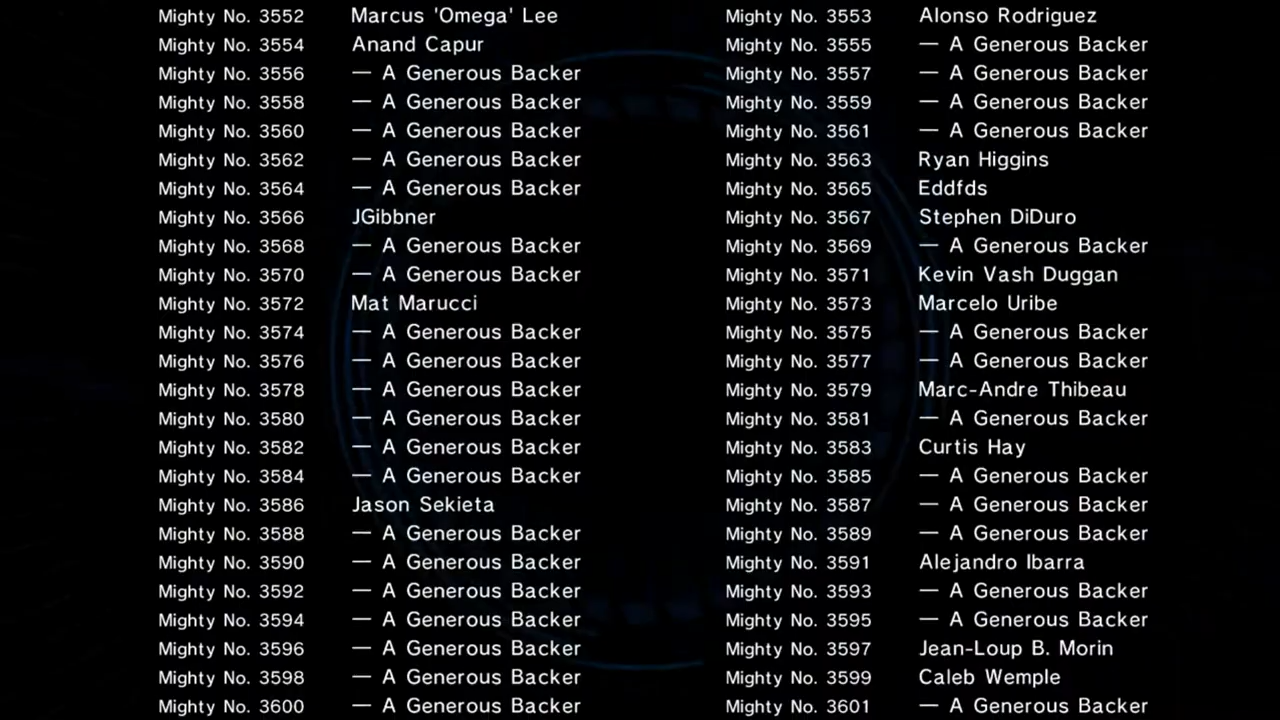 Mighty No. 3552 Marcus 'Omega' Lee Mighty No. 3553 Alonso Rodriguez
Mighty No. 3554 Anand Capur Mighty No. 3555 — A Generous Backer
Mighty No. 3556 — A Generous Backer Mighty No. 3557 — A Generous Backer
Mighty No. 3558 — A Generous Backer Mighty No. 3559 — A Generous Backer
Mighty No. 3560 — A Generous Backer Mighty No. 3561 — A Generous Backer
Mighty No. 3562 — A Generous Backer Mighty No. 3563 Ryan Higgins
Mighty No. 3564 — A Generous Backer Mighty No. 3565 Eddfds
Mighty No. 3566 JGibbner Mighty No. 3567 Stephen DiDuro
Mighty No. 3568 — A Generous Backer Mighty No. 3569 — A Generous Backer
Mighty No. 3570 — A Generous Backer Mighty No. 3571 Kevin Vash Duggan
Mighty No. 3572 Mat Marucci Mighty No. 3573 Marcelo Uribe
Mighty No. 3574 — A Generous Backer Mighty No. 3575 — A Generous Backer
Mighty No. 3576 — A Generous Backer Mighty No. 3577 — A Generous Backer
Mighty No. 3578 — A Generous Backer Mighty No. 3579 Marc-Andre Thibeau
Mighty No. 3580 — A Generous Backer Mighty No. 3581 — A Generous Backer
Mighty No. 3582 — A Generous Backer Mighty No. 3583 Curtis Hay
Mighty No. 3584 — A Generous Backer Mighty No. 3585 — A Generous Backer
Mighty No. 3586 Jason Sekieta Mighty No. 3587 — A Generous Backer
Mighty No. 3588 — A Generous Backer Mighty No. 3589 — A Generous Backer
Mighty No. 3590 — A Generous Backer Mighty No. 3591 Alejandro Ibarra
Mighty No. 3592 — A Generous Backer Mighty No. 3593 — A Generous Backer
Mighty No. 3594 — A Generous Backer Mighty No. 3595 — A Generous Backer
Mighty No. 3596 — A Generous Backer Mighty No. 3597 Jean-Loup B. Morin
Mighty No. 3598 — A Generous Backer Mighty No. 3599 Caleb Wemple
Mighty No. 3600 — A Generous Backer Mighty No. 3601 — A Generous Backer